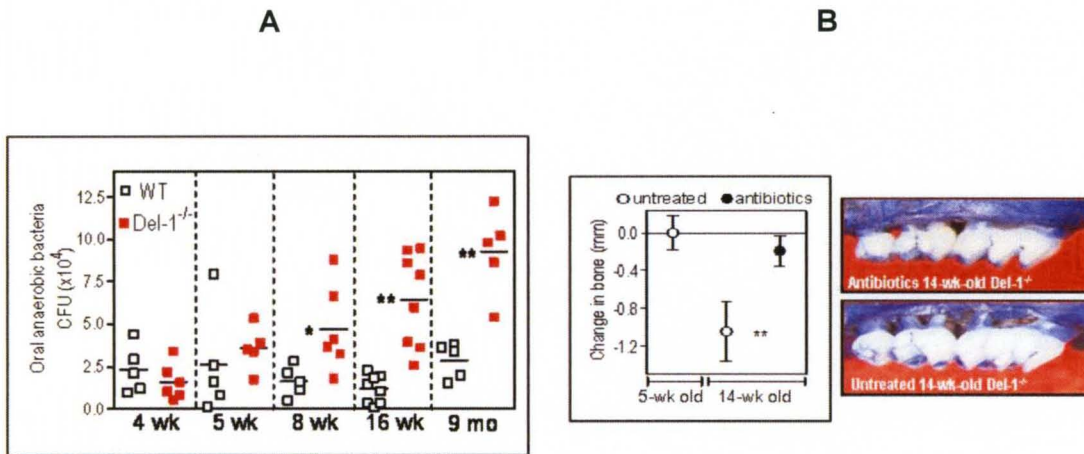 A
B
WT
Del-1-/-
Oral anaerobic bacteria
CFU (x10⁴)
12.5
10.0
7.5
5.0
2.5
0.0
*
**
**
4 wk
5 wk
8 wk
16 wk
9 mo
untreated
antibiotics
Change in bone (mm)
0.0
-0.4
-0.8
-1.2
**
5-wk old
14-wk old
Antibiotics 14-wk-old Del-1-/-
Untreated 14-wk-old Del-1-/-